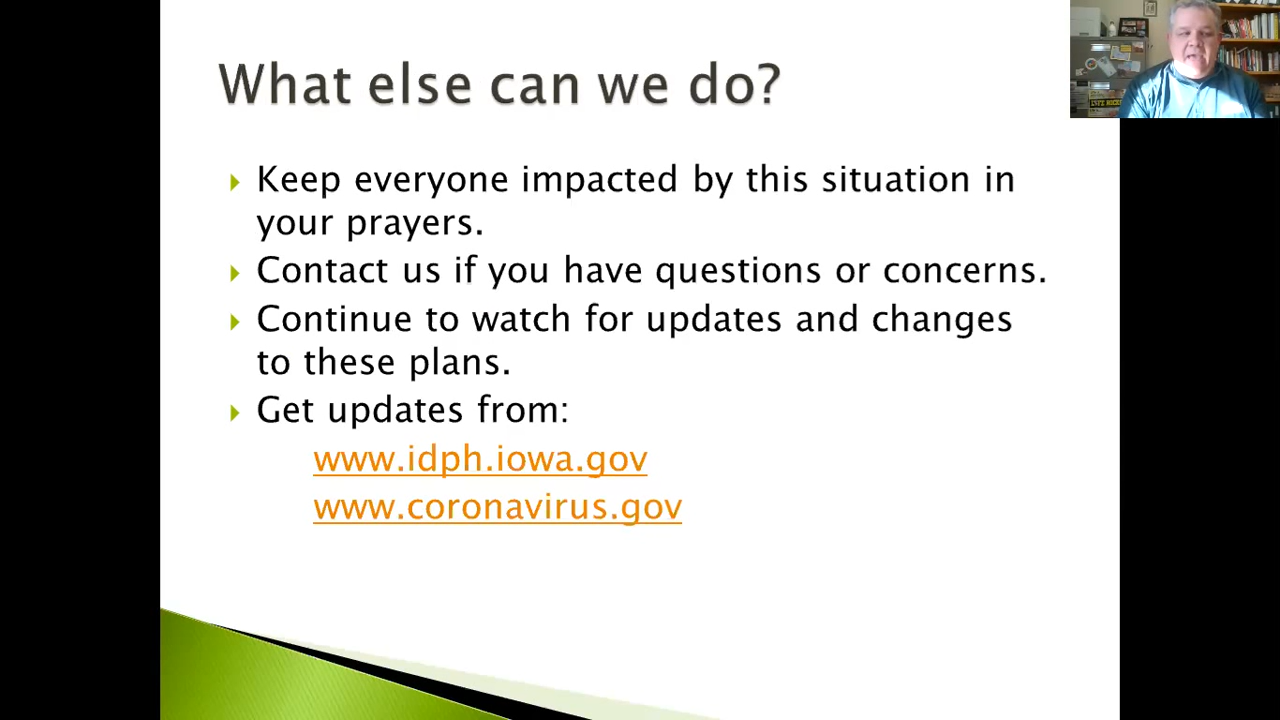 What else can we do?
Keep everyone impacted by this situation in
your prayers.
Contact us if you have questions or concerns.
Continue to watch for updates and changes
to these plans.
Get updates from:
www.idph.iowa.gov
www.coronavirus.gov